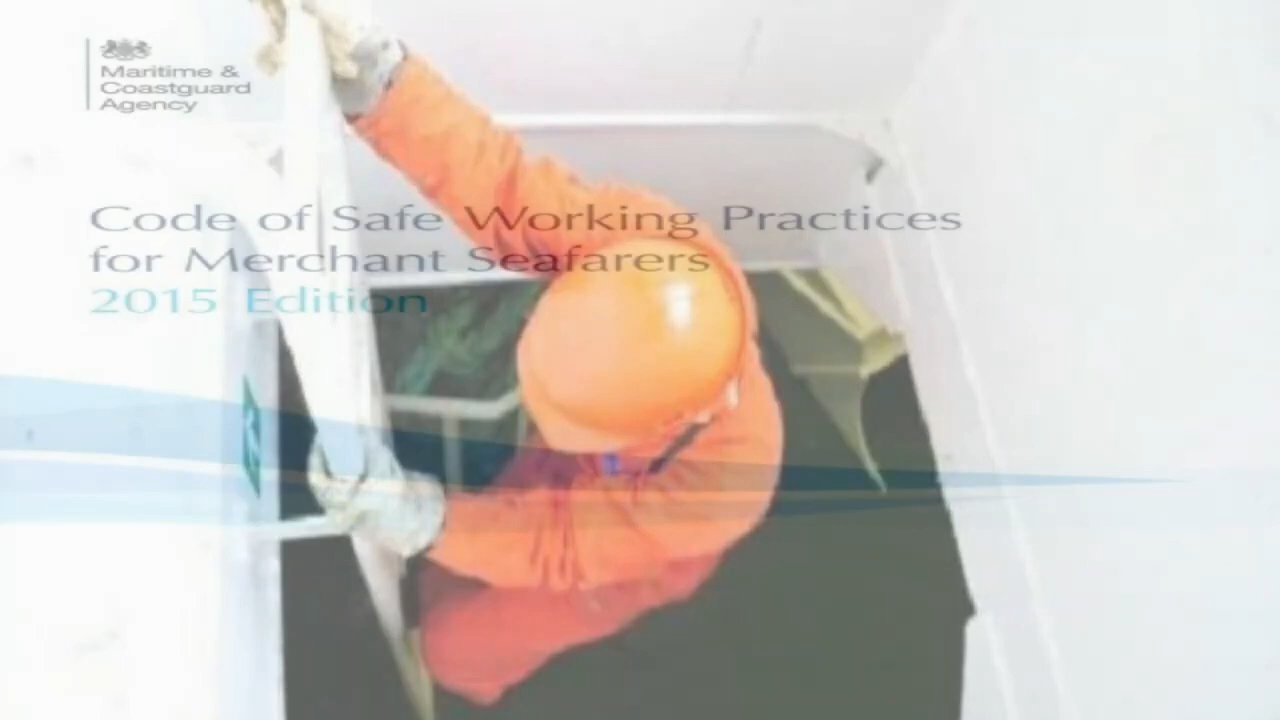 Maritime &
Coastguard
Agency
Code of Safe Working Practices
for Merchant Seafarers
2015 Edition